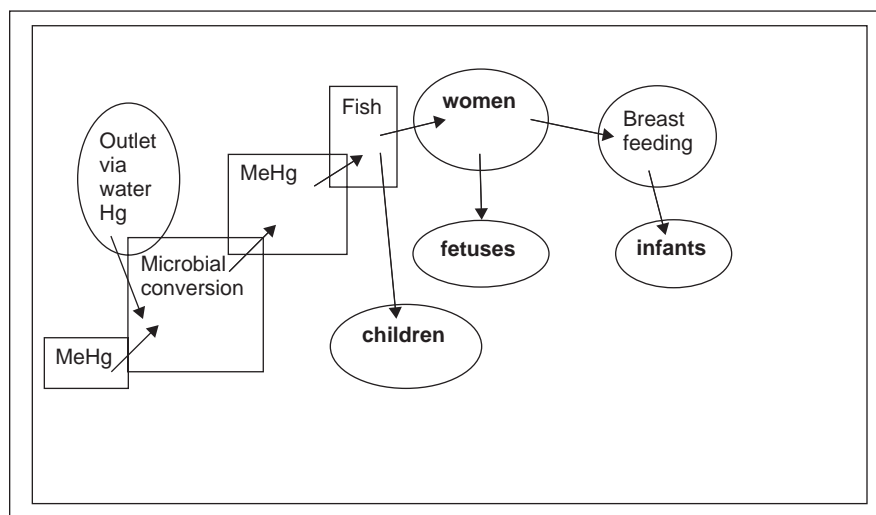 Outlet
via
water
Hg
MeHg
Microbial
conversion
MeHg
Fish
women
Breast
feeding
fetuses
infants
children